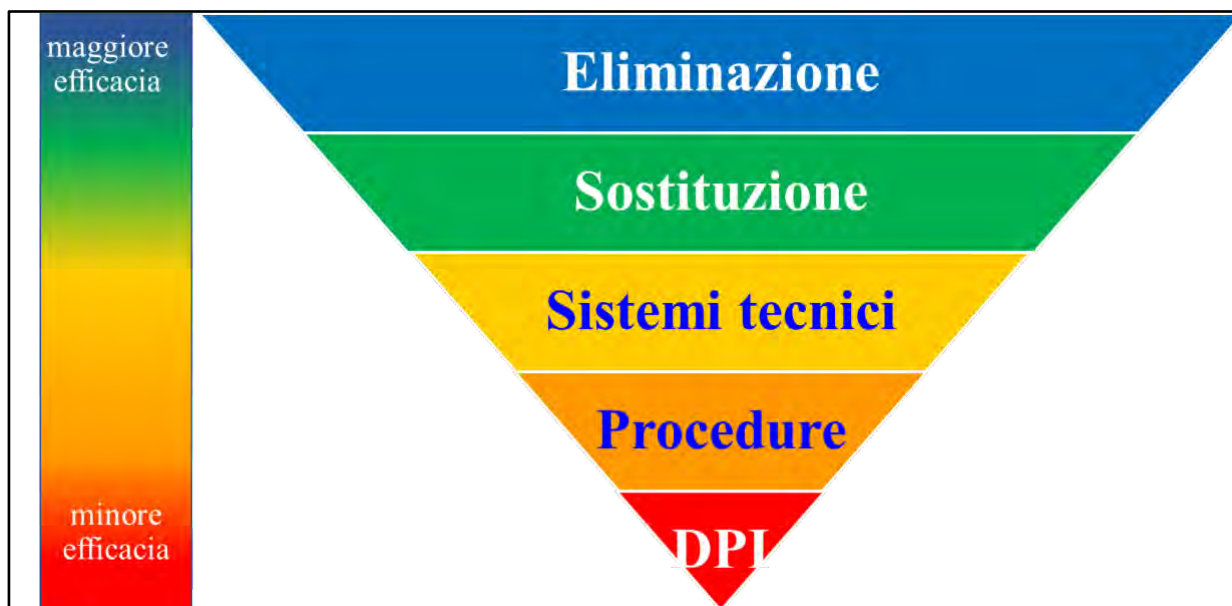 maggiore
efficacia
Eliminazione
Sostituzione
Sistemi tecnici
Procedure
minore
efficacia
DPI